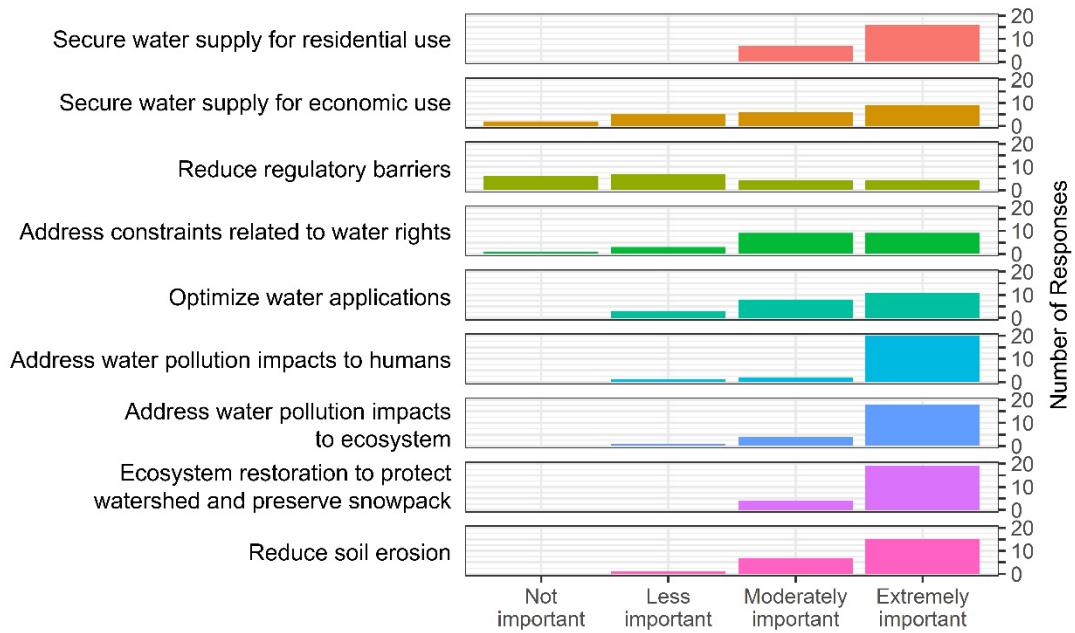 Secure water supply for residential use
20
10
0
Secure water supply for economic use
20
10
0
Reduce regulatory barriers
20
10
0
Address constraints related to water rights
20
10
0
Optimize water applications
20
10
0
Address water pollution impacts to humans
20
10
0
Address water pollution impacts
to ecosystem
20
10
0
Ecosystem restoration to protect
watershed and preserve snowpack
20
10
0
Reduce soil erosion
20
10
0
Number of Responses
Not
important
Less
important
Moderately
important
Extremely
important